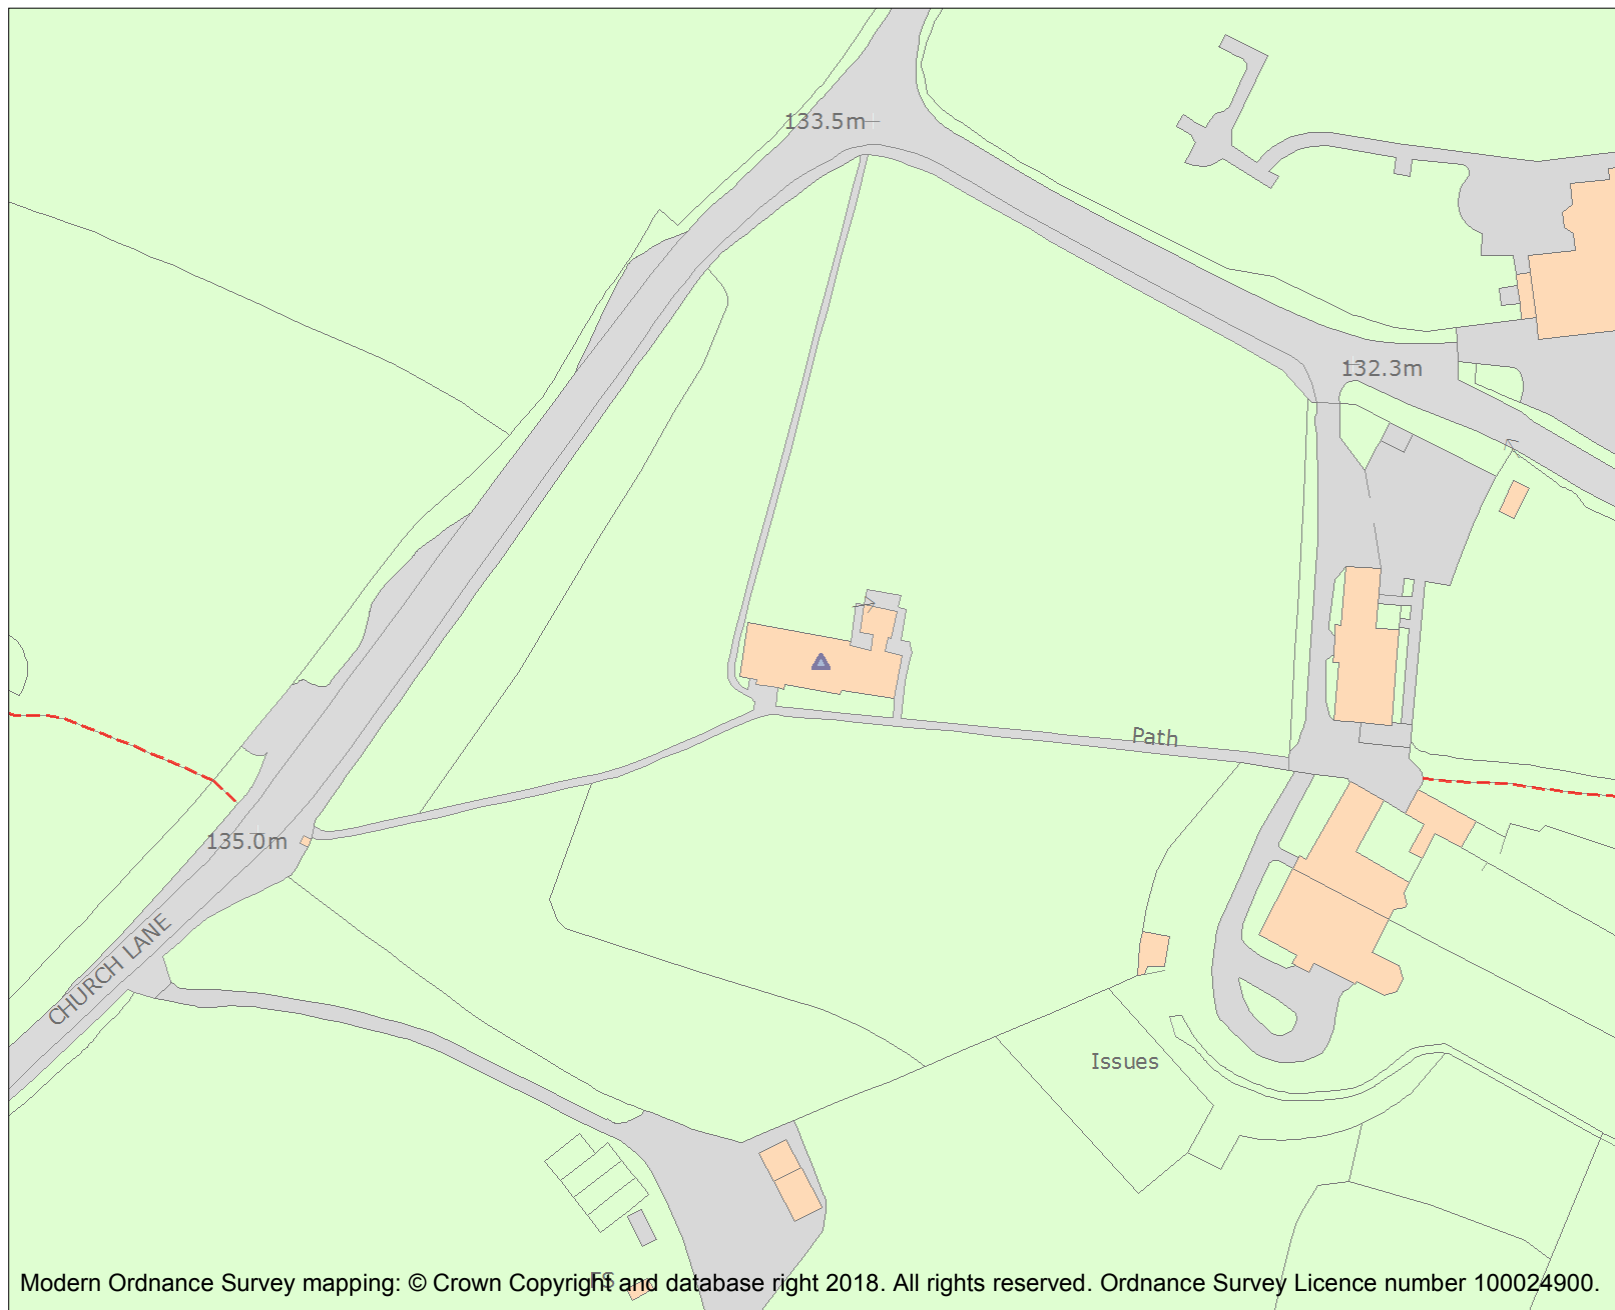 133.5m
132.3m
Path
135.0m
CHURCH LANE
Issues
FS
Modern Ordnance Survey mapping: © Crown Copyright and database right 2018. All rights reserved. Ordnance Survey Licence number 100024900.